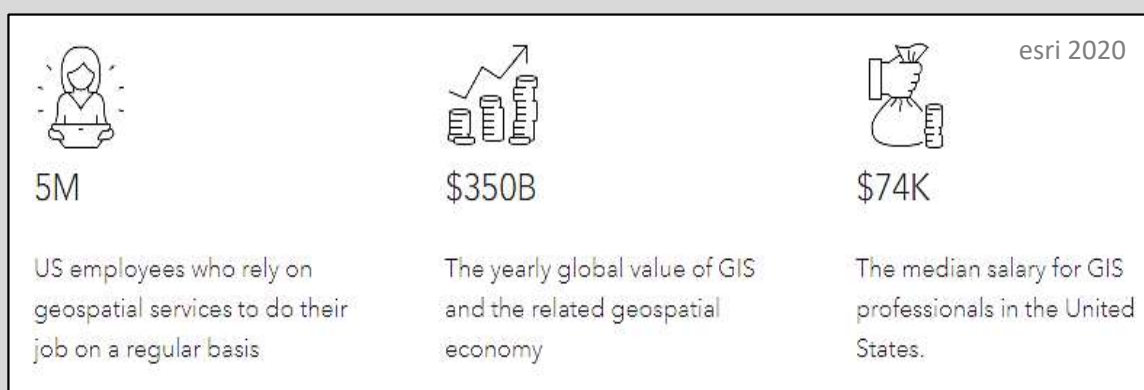 esri 2020
5M
US employees who rely on
geospatial services to do their
job on a regular basis
$350B
The yearly global value of GIS
and the related geospatial
economy
$74K
The median salary for GIS
professionals in the United
States.